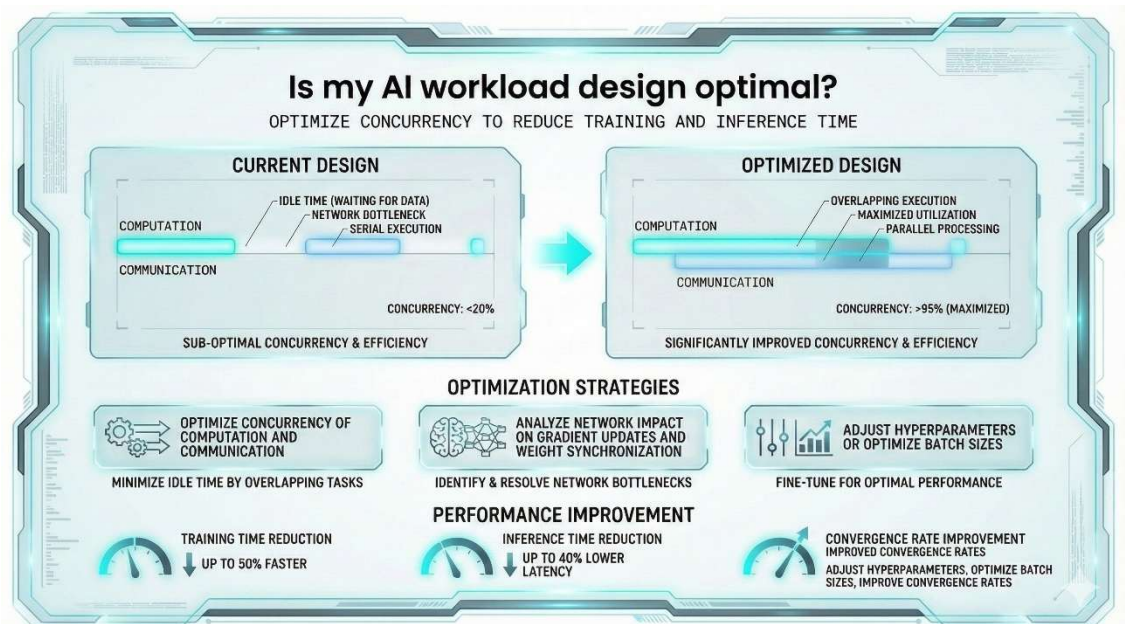 Is my AI workload design optimal?
OPTIMIZE CONCURRENCY TO REDUCE TRAINING AND INFERENCE TIME
CURRENT DESIGN
IDLE TIME (WAITING FOR DATA)
NETWORK BOTTLENECK
SERIAL EXECUTION
COMPUTATION
COMMUNICATION
CONCURRENCY: <20%
SUB-OPTIMAL CONCURRENCY & EFFICIENCY
OPTIMIZED DESIGN
OVERLAPPING EXECUTION
MAXIMIZED UTILIZATION
PARALLEL PROCESSING
COMPUTATION
COMMUNICATION
CONCURRENCY: >95% (MAXIMIZED)
SIGNIFICANTLY IMPROVED CONCURRENCY & EFFICIENCY
OPTIMIZATION STRATEGIES
OPTIMIZE CONCURRENCY OF
COMPUTATION AND
COMMUNICATION
MINIMIZE IDLE TIME BY OVERLAPPING TASKS
ANALYZE NETWORK IMPACT
ON GRADIENT UPDATES AND
WEIGHT SYNCHRONIZATION
IDENTIFY & RESOLVE NETWORK BOTTLENECKS
ADJUST HYPERPARAMETERS
OR OPTIMIZE BATCH SIZES
FINE-TUNE FOR OPTIMAL PERFORMANCE
PERFORMANCE IMPROVEMENT
TRAINING TIME REDUCTION
UP TO 50% FASTER
INFERENCE TIME REDUCTION
UP TO 40% LOWER
LATENCY
CONVERGENCE RATE IMPROVEMENT
IMPROVED CONVERGENCE RATES
ADJUST HYPERPARAMETERS, OPTIMIZE BATCH
SIZES, IMPROVE CONVERGENCE RATES